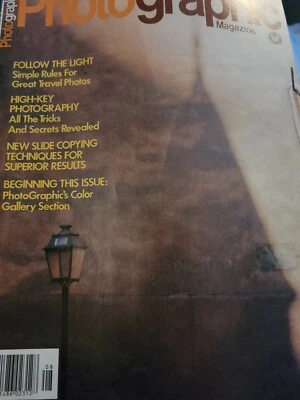 PhotoGraphic
Magazine
FOLLOW THE LIGHT
Simple Rules For
Great Travel Photos
HIGH-KEY
PHOTOGRAPHY
All The Tricks
And Secrets Revealed
NEW SLIDE COPYING
TECHNIQUES FOR
SUPERIOR RESULTS
BEGINNING THIS ISSUE:
PhotoGraphic's Color
Gallery Section
08